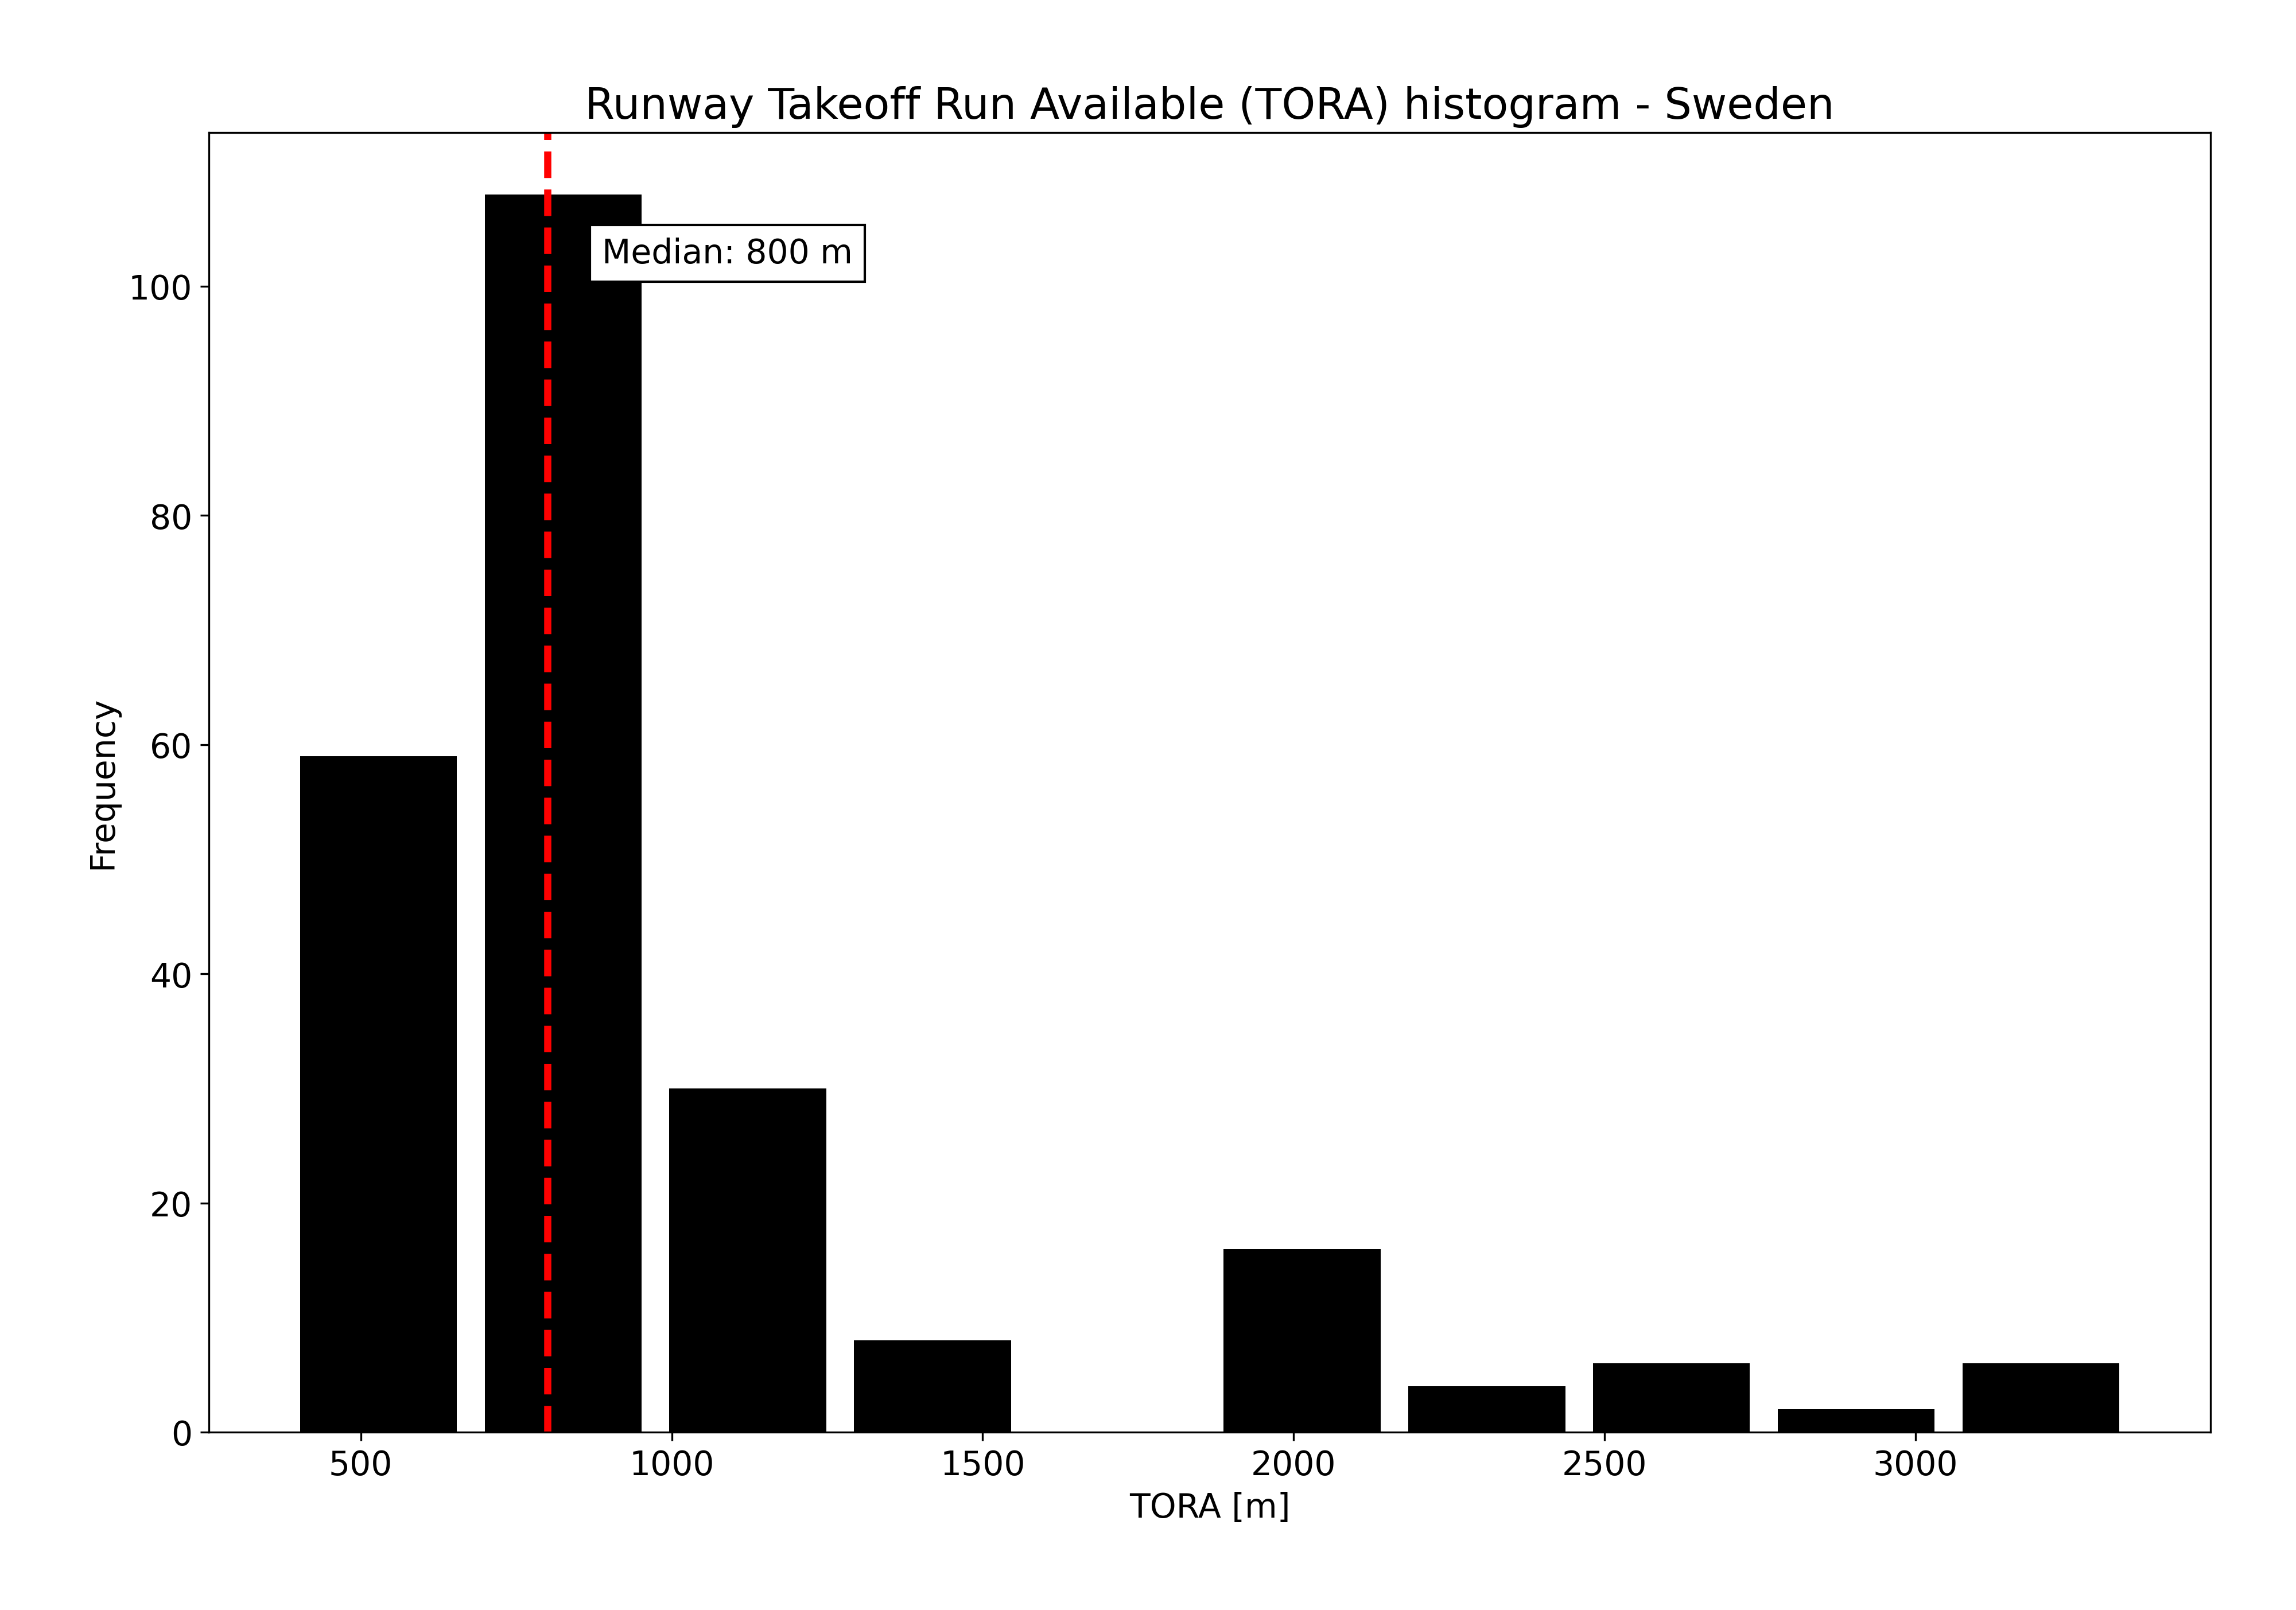 Runway Takeoff Run Available (TORA) histogram - Sweden
Median: 800 m
100
80
60
40
20
0
Frequency
500 1000 1500 2000 2500 3000
TORA [m]